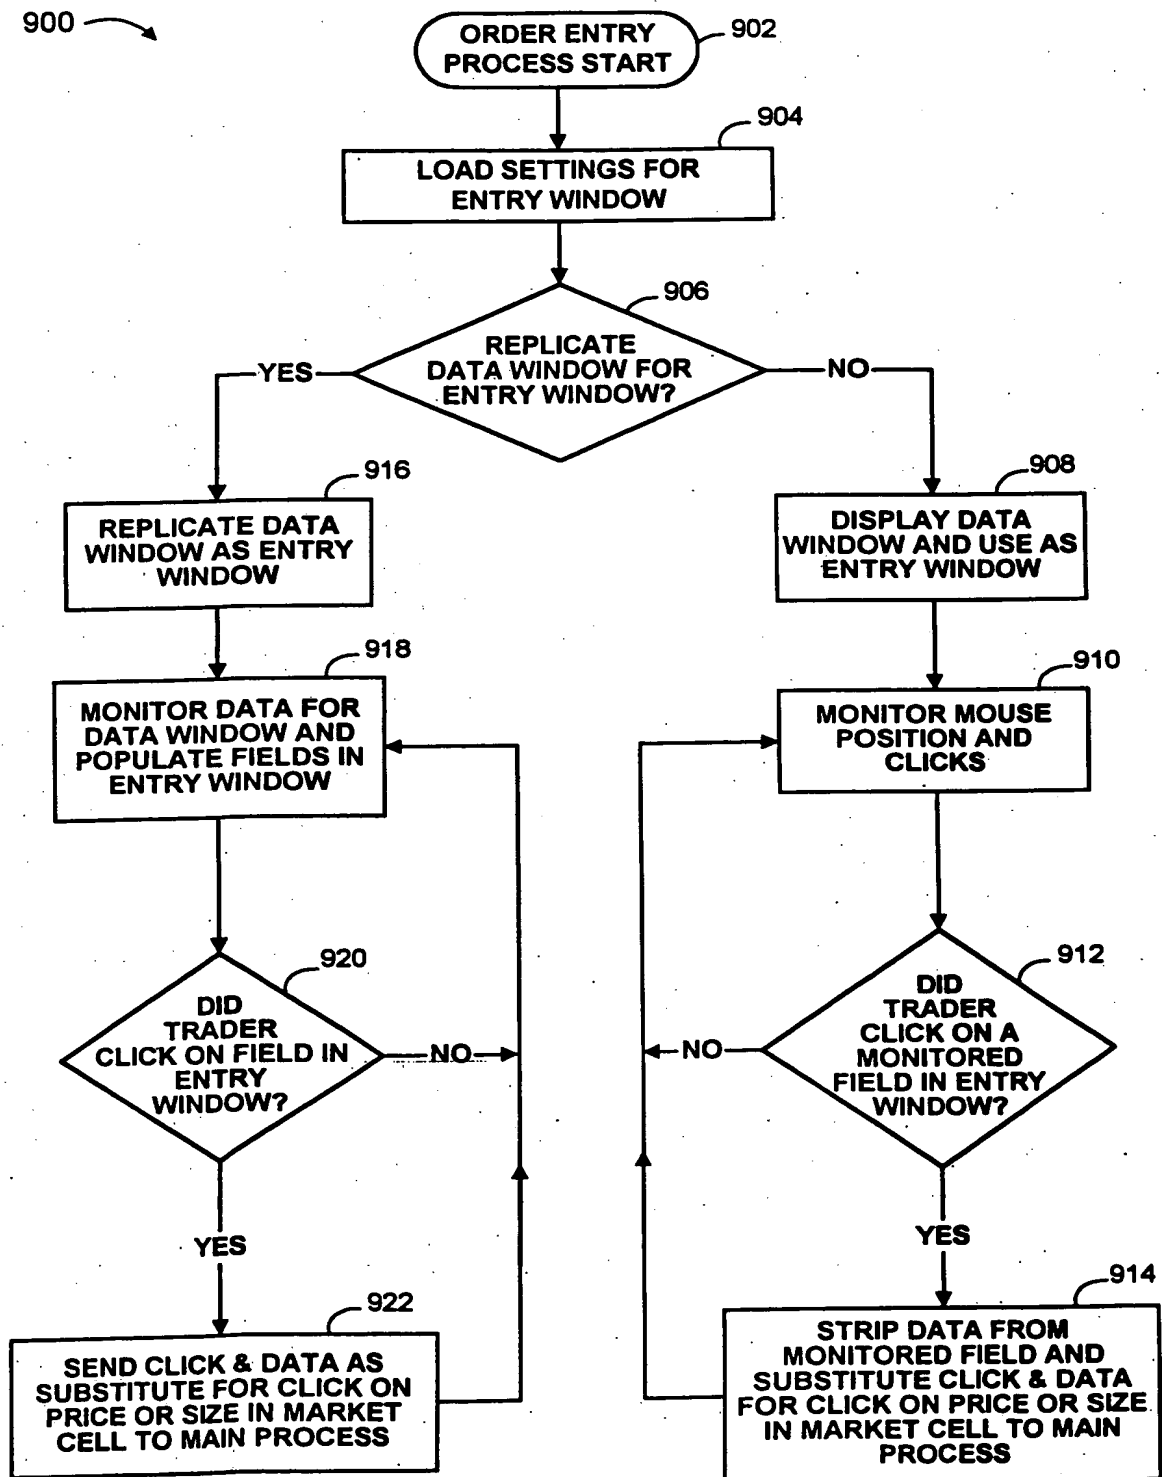 900
ORDER ENTRY
PROCESS START
902
904
LOAD SETTINGS FOR
ENTRY WINDOW
906
REPLICATE
DATA WINDOW FOR
ENTRY WINDOW?
YES
NO
916
REPLICATE DATA
WINDOW AS ENTRY
WINDOW
908
DISPLAY DATA
WINDOW AND USE AS
ENTRY WINDOW
918
MONITOR DATA FOR
DATA WINDOW AND
POPULATE FIELDS IN
ENTRY WINDOW
910
MONITOR MOUSE
POSITION AND
CLICKS
920
DID
TRADER
CLICK ON FIELD IN
ENTRY
WINDOW?
NO
912
DID
TRADER
CLICK ON A
MONITORED
FIELD IN ENTRY
WINDOW?
NO
YES
YES
922
SEND CLICK & DATA AS
SUBSTITUTE FOR CLICK ON
PRICE OR SIZE IN MARKET
CELL TO MAIN PROCESS
914
STRIP DATA FROM
MONITORED FIELD AND
SUBSTITUTE CLICK & DATA
FOR CLICK ON PRICE OR SIZE
IN MARKET CELL TO MAIN
PROCESS